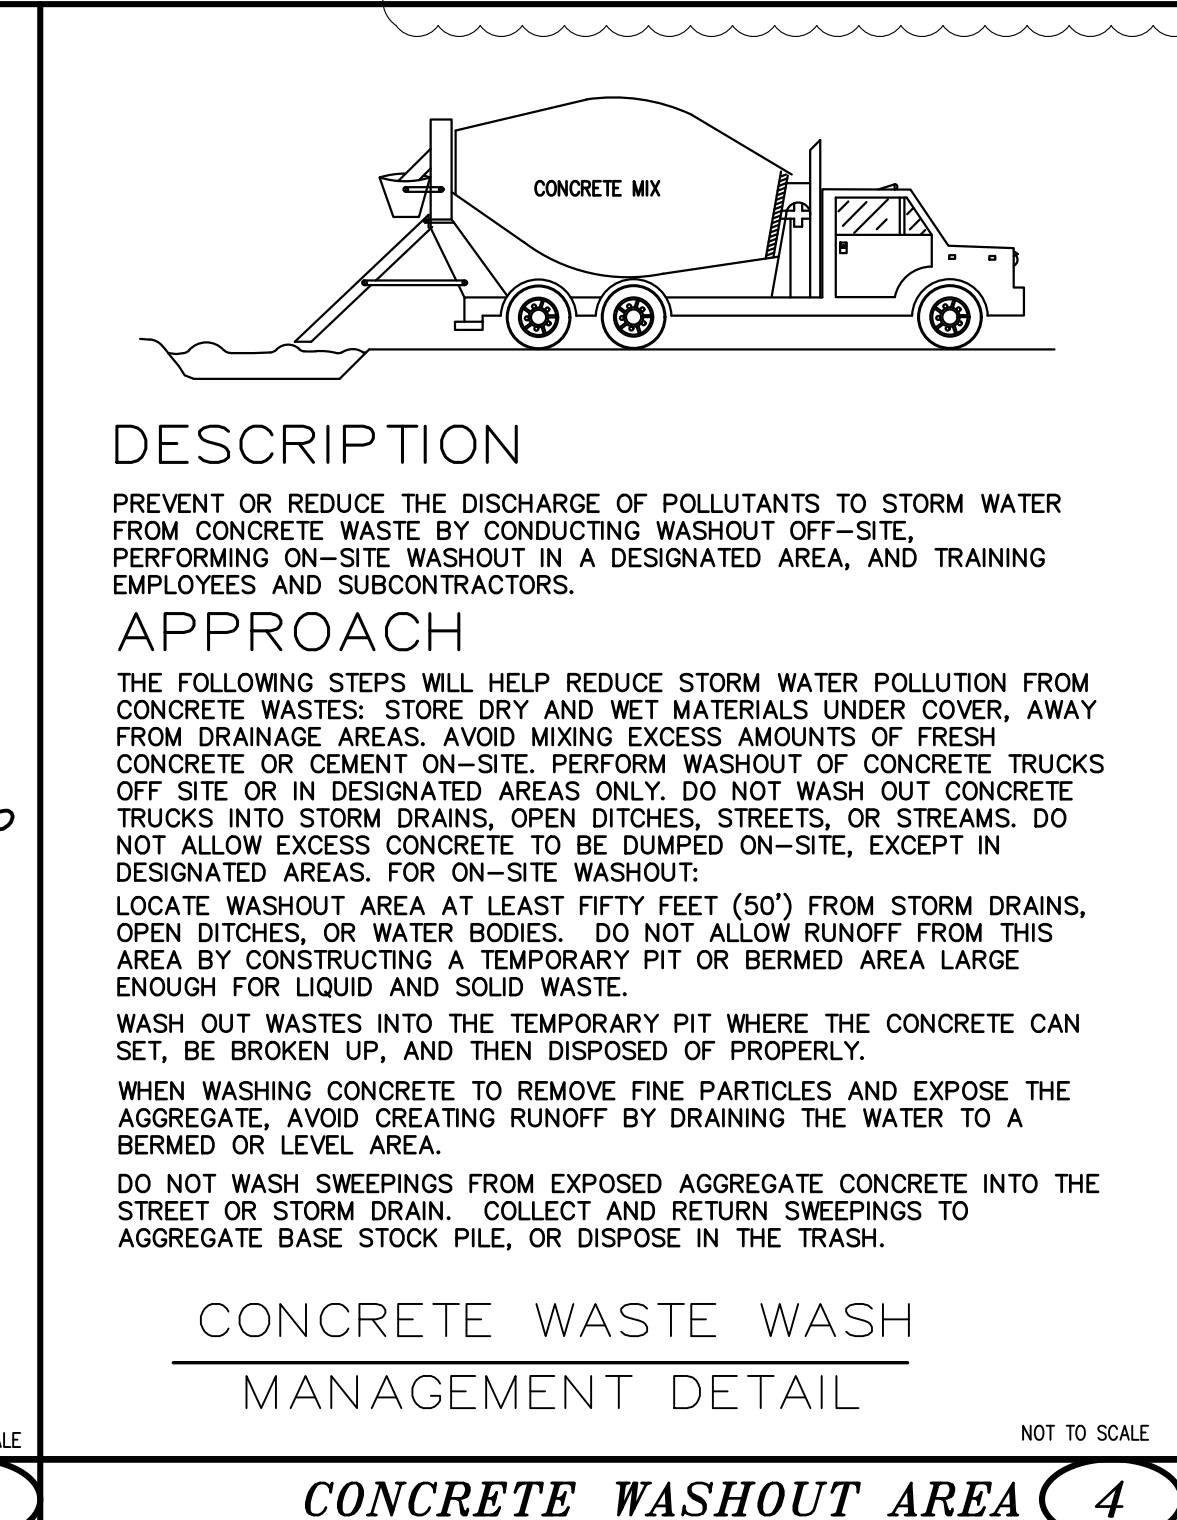 CONCRETE MIX
DESCRIPTION
PREVENT OR REDUCE THE DISCHARGE OF POLLUTANTS TO STORM WATER
FROM CONCRETE WASTE BY CONDUCTING WASHOUT OFF-SITE,
PERFORMING ON-SITE WASHOUT IN A DESIGNATED AREA, AND TRAINING
EMPLOYEES AND SUBCONTRACTORS.
APPROACH
THE FOLLOWING STEPS WILL HELP REDUCE STORM WATER POLLUTION FROM
CONCRETE WASTES: STORE DRY AND WET MATERIALS UNDER COVER, AWAY
FROM DRAINAGE AREAS. AVOID MIXING EXCESS AMOUNTS OF FRESH
CONCRETE OR CEMENT ON-SITE. PERFORM WASHOUT OF CONCRETE TRUCKS
OFF SITE OR IN DESIGNATED AREAS ONLY. DO NOT WASH OUT CONCRETE
TRUCKS INTO STORM DRAINS, OPEN DITCHES, STREETS, OR STREAMS. DO
NOT ALLOW EXCESS CONCRETE TO BE DUMPED ON-SITE, EXCEPT IN
DESIGNATED AREAS. FOR ON-SITE WASHOUT:
LOCATE WASHOUT AREA AT LEAST FIFTY FEET (50') FROM STORM DRAINS,
OPEN DITCHES, OR WATER BODIES. DO NOT ALLOW RUNOFF FROM THIS
AREA BY CONSTRUCTING A TEMPORARY PIT OR BERMED AREA LARGE
ENOUGH FOR LIQUID AND SOLID WASTE.
WASH OUT WASTES INTO THE TEMPORARY PIT WHERE THE CONCRETE CAN
SET, BE BROKEN UP, AND THEN DISPOSED OF PROPERLY.
WHEN WASHING CONCRETE TO REMOVE FINE PARTICLES AND EXPOSE THE
AGGREGATE, AVOID CREATING RUNOFF BY DRAINING THE WATER TO A
BERMED OR LEVEL AREA.
DO NOT WASH SWEEPINGS FROM EXPOSED AGGREGATE CONCRETE INTO THE
STREET OR STORM DRAIN. COLLECT AND RETURN SWEEPINGS TO
AGGREGATE BASE STOCK PILE, OR DISPOSE IN THE TRASH.
CONCRETE WASTE WASH
MANAGEMENT DETAIL
NOT TO SCALE
CONCRETE WASHOUT AREA 4